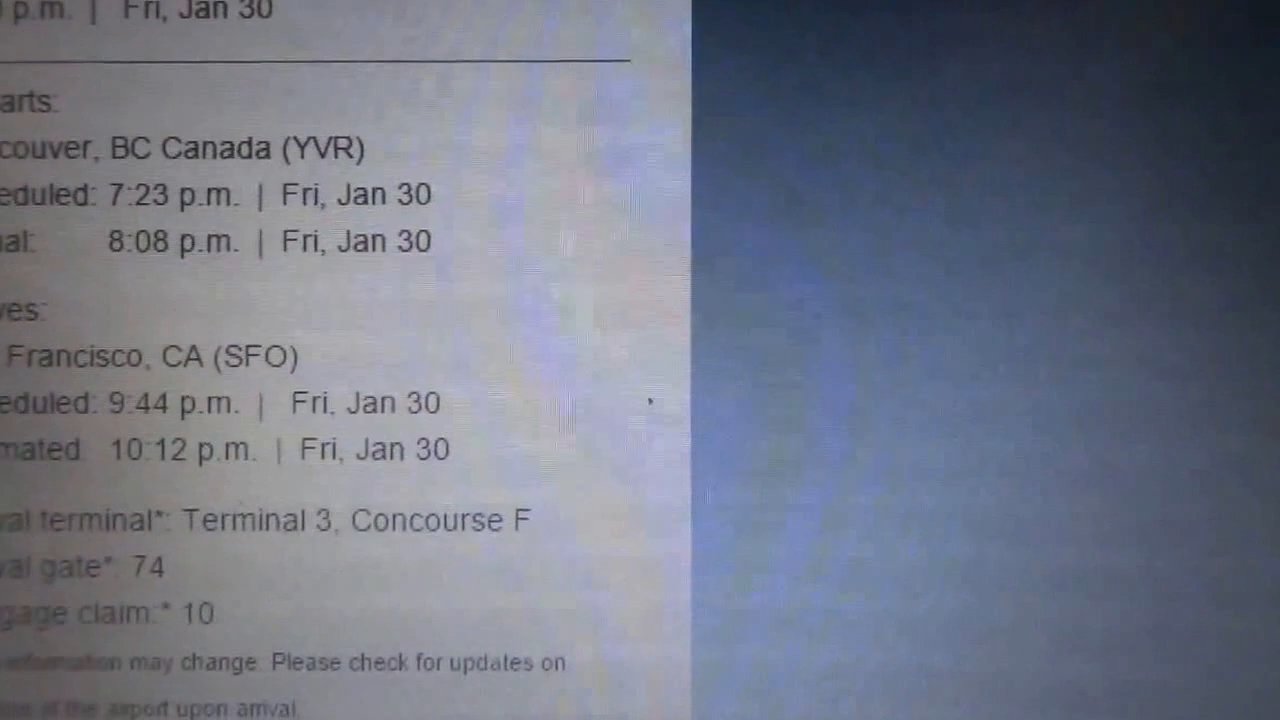 p.m. | Fri, Jan 30
arts:
couver, BC Canada (YVR)
eduled: 7:23 p.m. | Fri, Jan 30
al: 8:08 p.m. | Fri, Jan 30
ves:
Francisco, CA (SFO)
eduled: 9:44 p.m. | Fri, Jan 30
mated 10:12 p.m. | Fri, Jan 30
val terminal*: Terminal 3, Concourse F
val gate*: 74
gage claim:* 10
information may change. Please check for updates on
of the airport upon arrival.